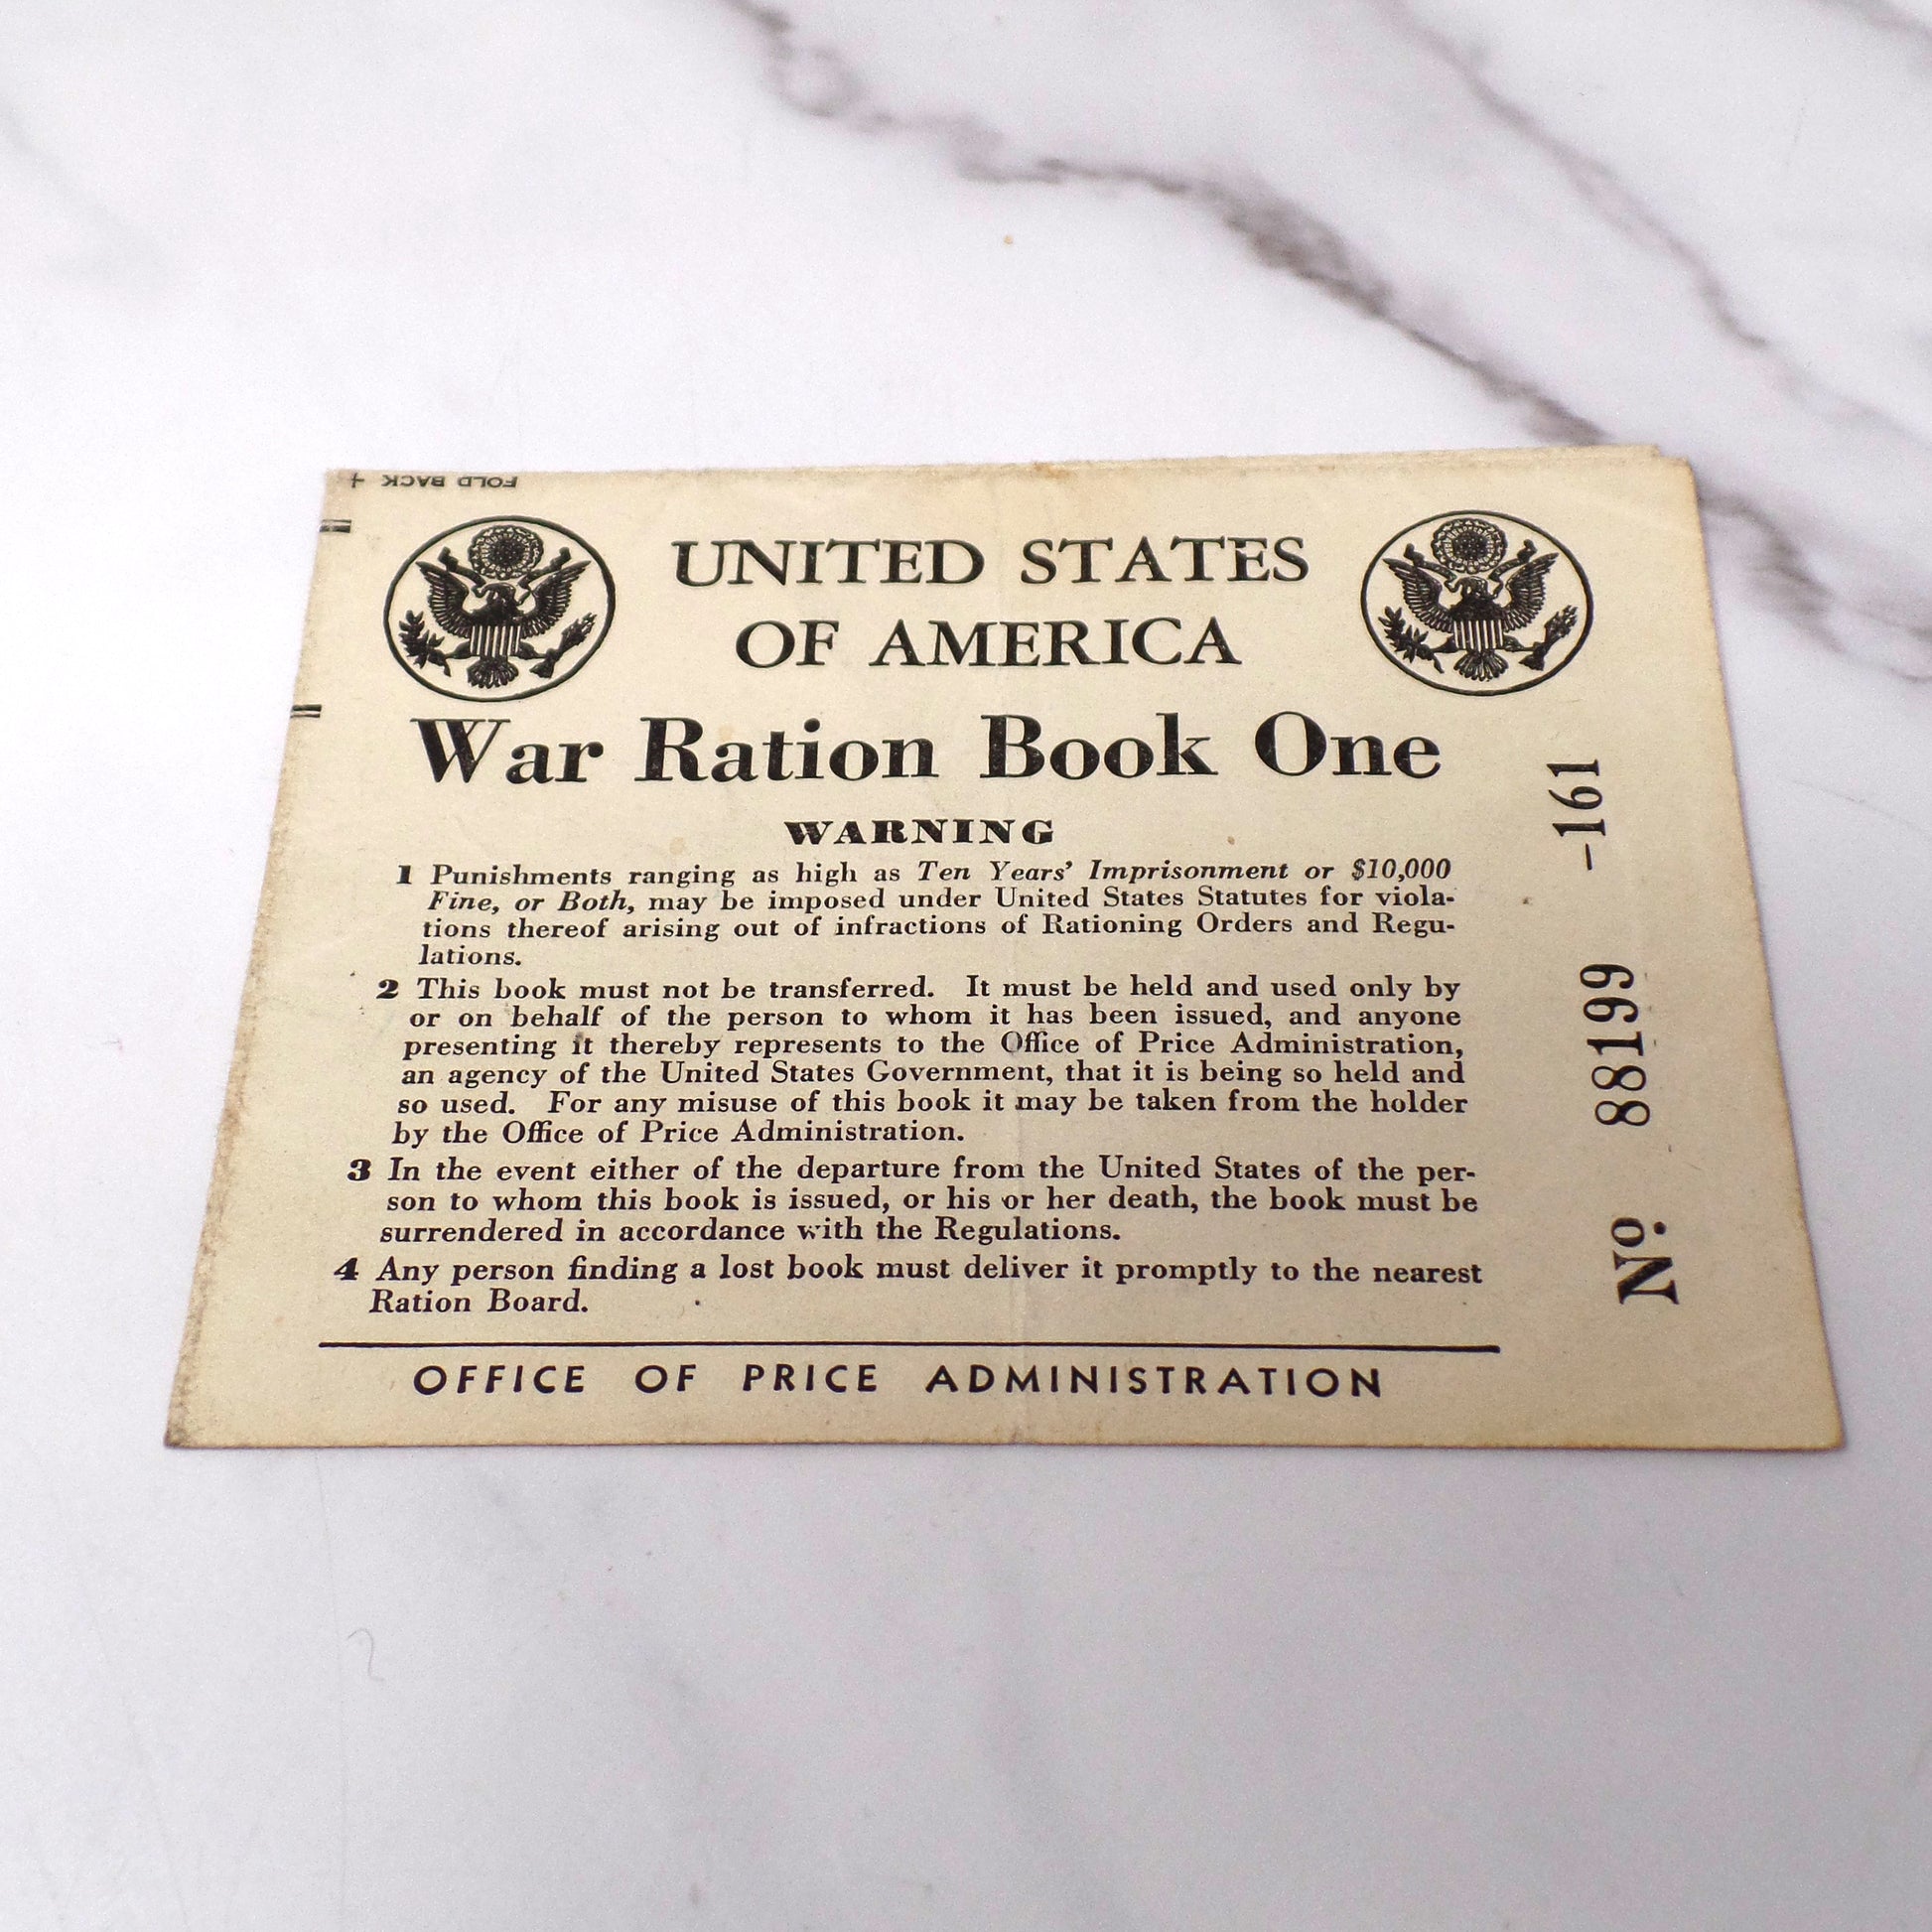 FOLD BACK +
UNITED STATES
OF AMERICA
War Ration Book One
WARNING
1 Punishments ranging as high as Ten Years' Imprisonment or $10,000
Fine, or Both, may be imposed under United States Statutes for viola-
tions thereof arising out of infractions of Rationing Orders and Regu-
lations.
2 This book must not be transferred. It must be held and used only by
or on behalf of the person to whom it has been issued, and anyone
presenting it thereby represents to the Office of Price Administration,
an agency of the United States Government, that it is being so held and
so used. For any misuse of this book it may be taken from the holder
by the Office of Price Administration.
3 In the event either of the departure from the United States of the per-
son to whom this book is issued, or his or her death, the book must be
surrendered in accordance with the Regulations.
4 Any person finding a lost book must deliver it promptly to the nearest
Ration Board.
OFFICE OF PRICE ADMINISTRATION
No. 88199 -161